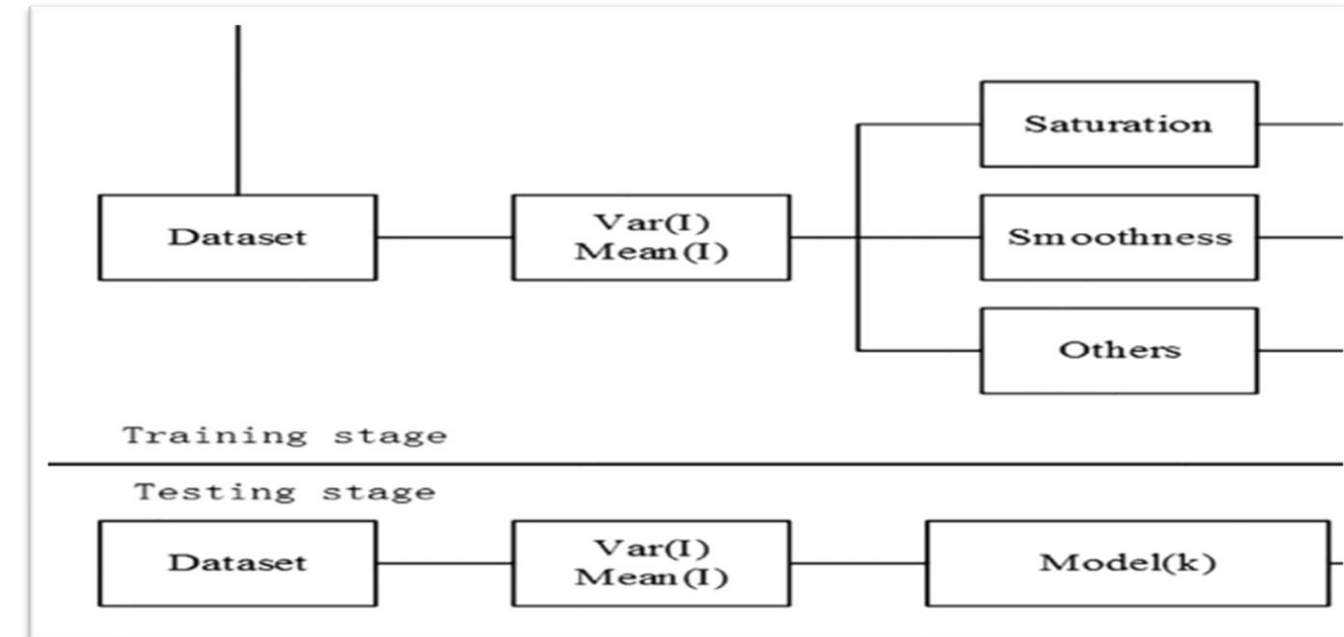 Saturation
Dataset
Var(I)
Mean(I)
Smoothness
Others
Training stage
Testing stage
Dataset
Var(I)
Mean(I)
Model(k)